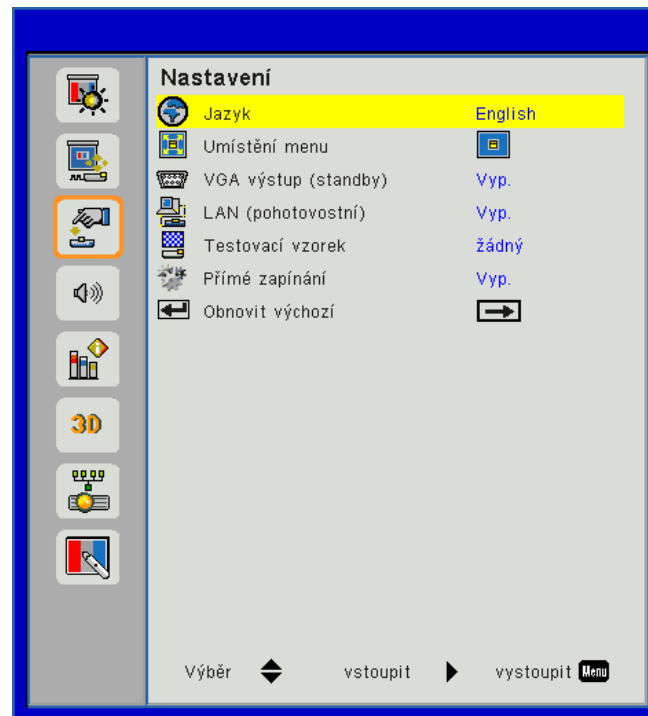 Nastavení
Jazyk English
Umístění menu
VGA výstup (standby) Vyp.
LAN (pohotovostní) Vyp.
Testovací vzorek žádný
Přímé zapínání Vyp.
Obnovit výchozí
3D
Výběr vstoupit vystoupit Menu